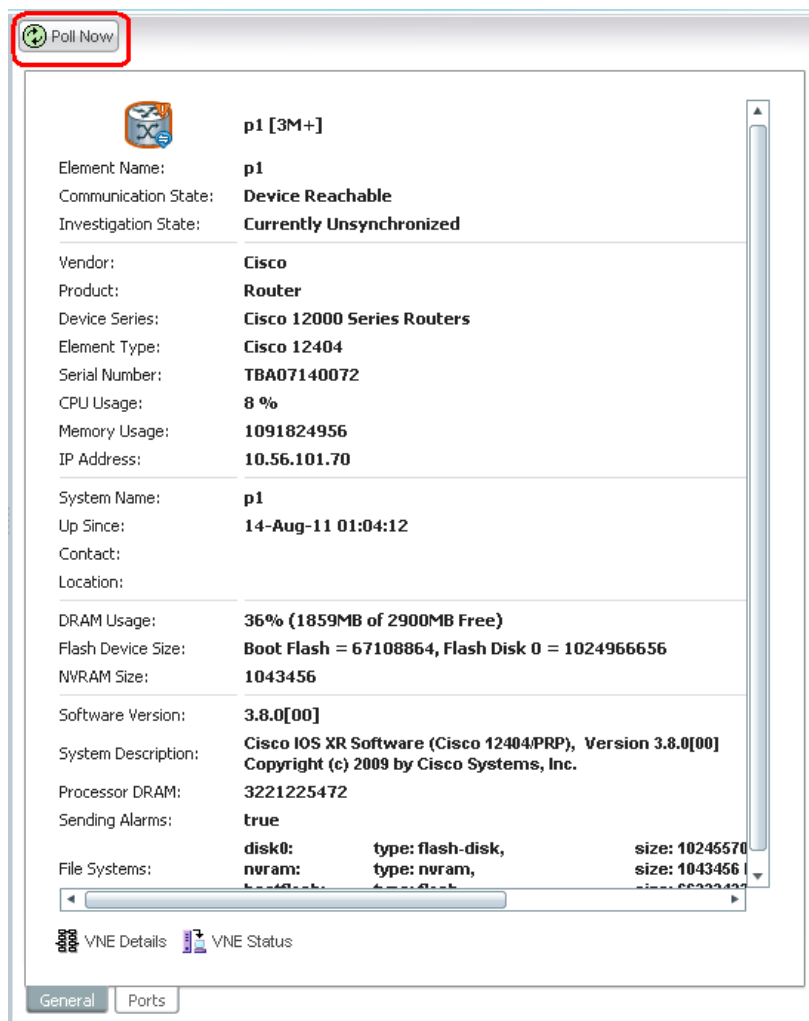 Poll Now
p1 [3M+]
Element Name: p1
Communication State: Device Reachable
Investigation State: Currently Unsynchronized
Vendor: Cisco
Product: Router
Device Series: Cisco 12000 Series Routers
Element Type: Cisco 12404
Serial Number: TBA07140072
CPU Usage: 8 %
Memory Usage: 1091824956
IP Address: 10.56.101.70
System Name: p1
Up Since: 14-Aug-11 01:04:12
Contact:
Location:
DRAM Usage: 36% (1859MB of 2900MB Free)
Flash Device Size: Boot Flash = 67108864, Flash Disk 0 = 1024966656
NVRAM Size: 1043456
Software Version: 3.8.0[00]
System Description: Cisco IOS XR Software (Cisco 12404/PRP), Version 3.8.0[00]
Copyright (c) 2009 by Cisco Systems, Inc.
Processor DRAM: 3221225472
Sending Alarms: true
disk0: type: flash-disk, size: 10245570
File Systems: nvram: type: nvram, size: 1043456
VNE Details VNE Status
General Ports